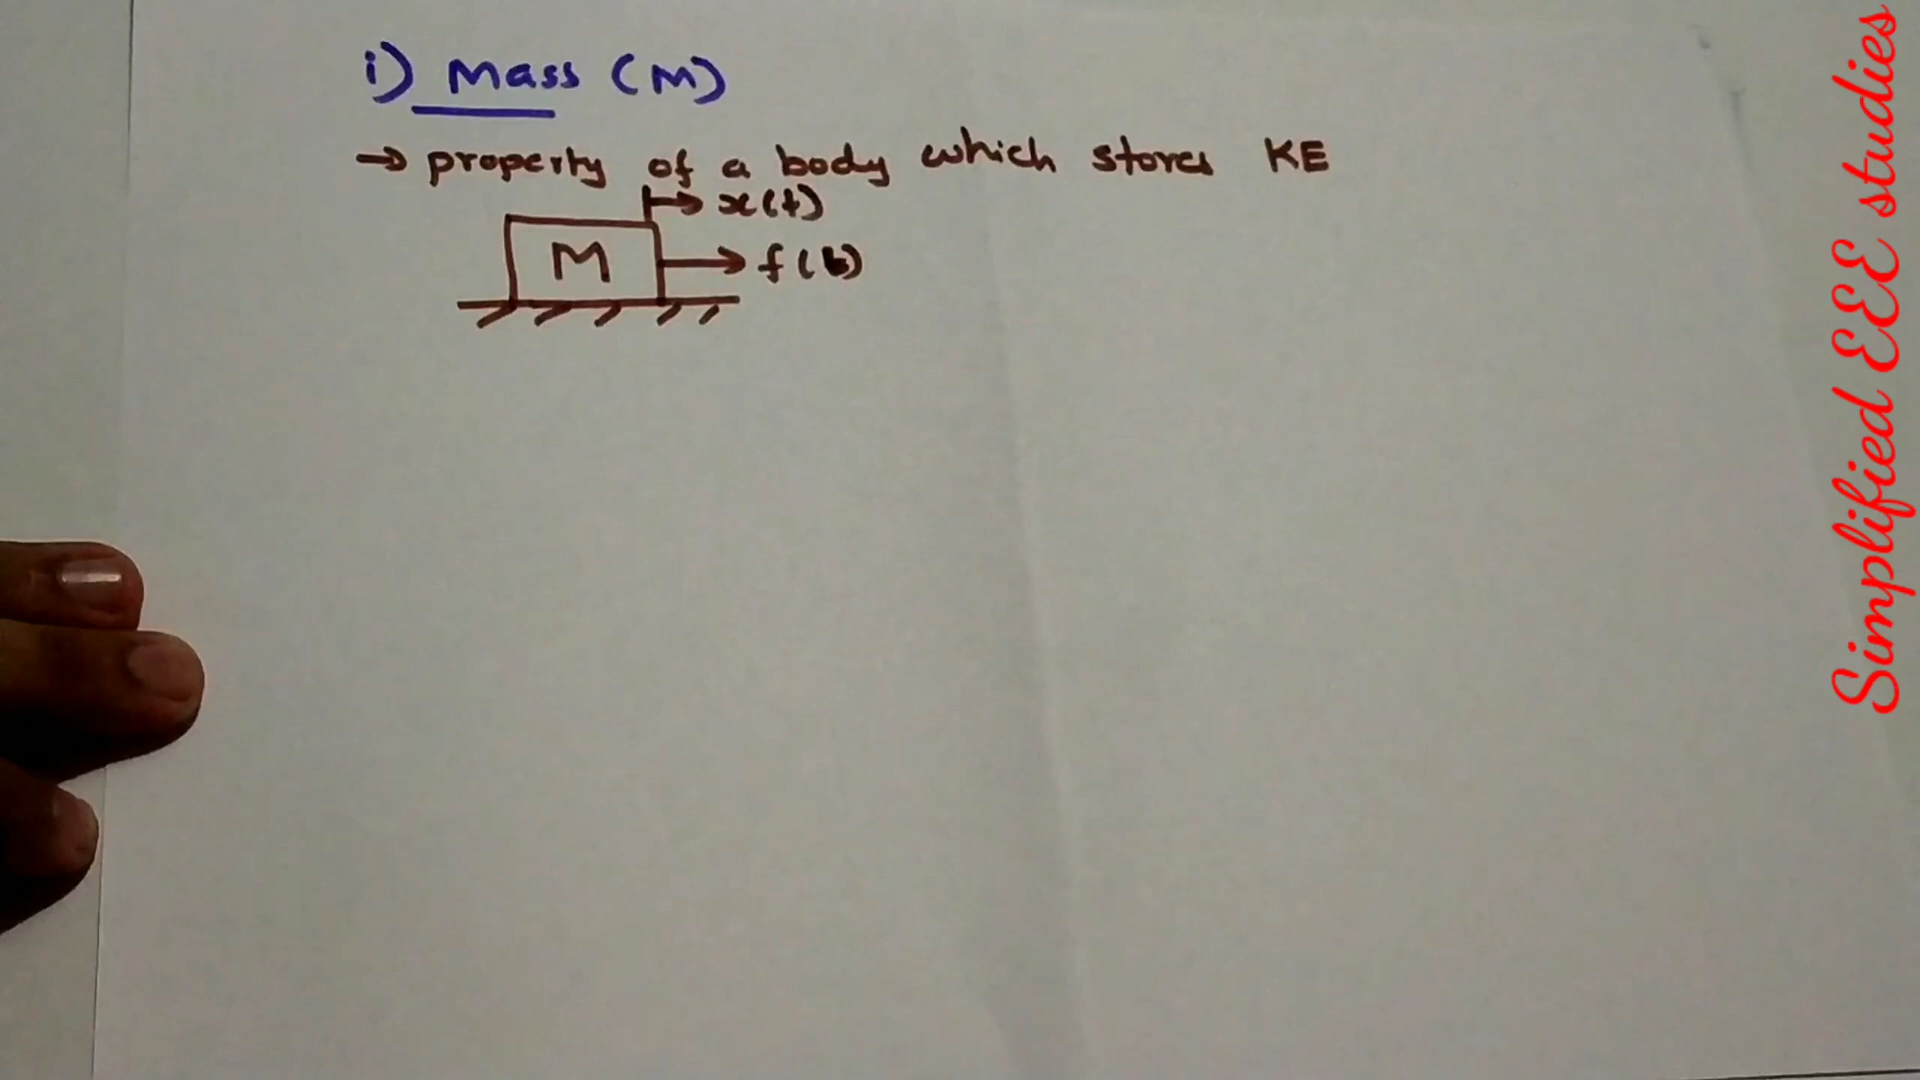 i) Mass (M)
→ property of a body which stores KE
x(t)
M
f(t)
Simplified EEE studies